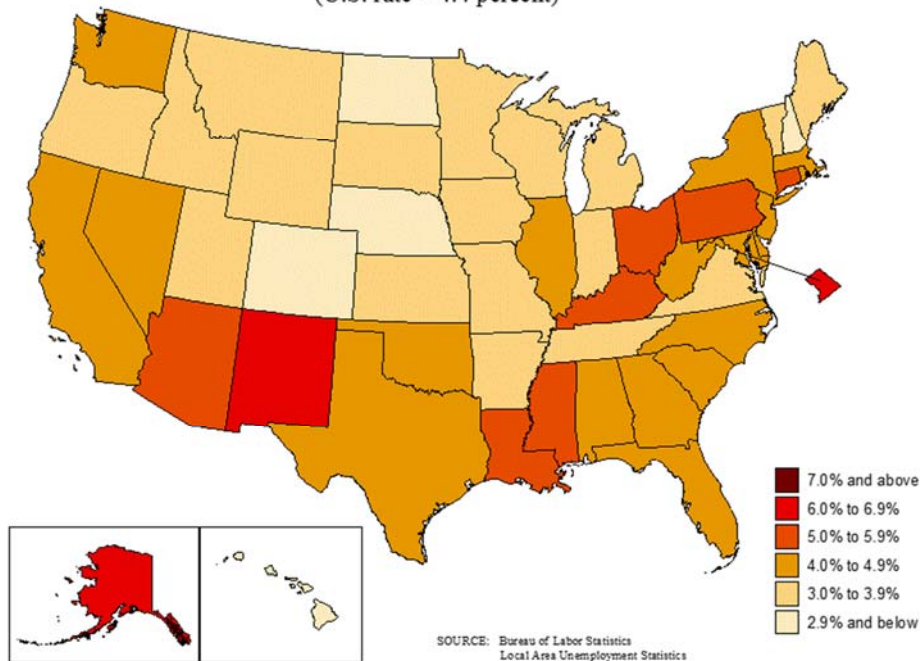 7.0% and above
6.0% to 6.9%
5.0% to 5.9%
4.0% to 4.9%
3.0% to 3.9%
2.9% and below
SOURCE: Bureau of Labor Statistics
Local Area Unemployment Statistics